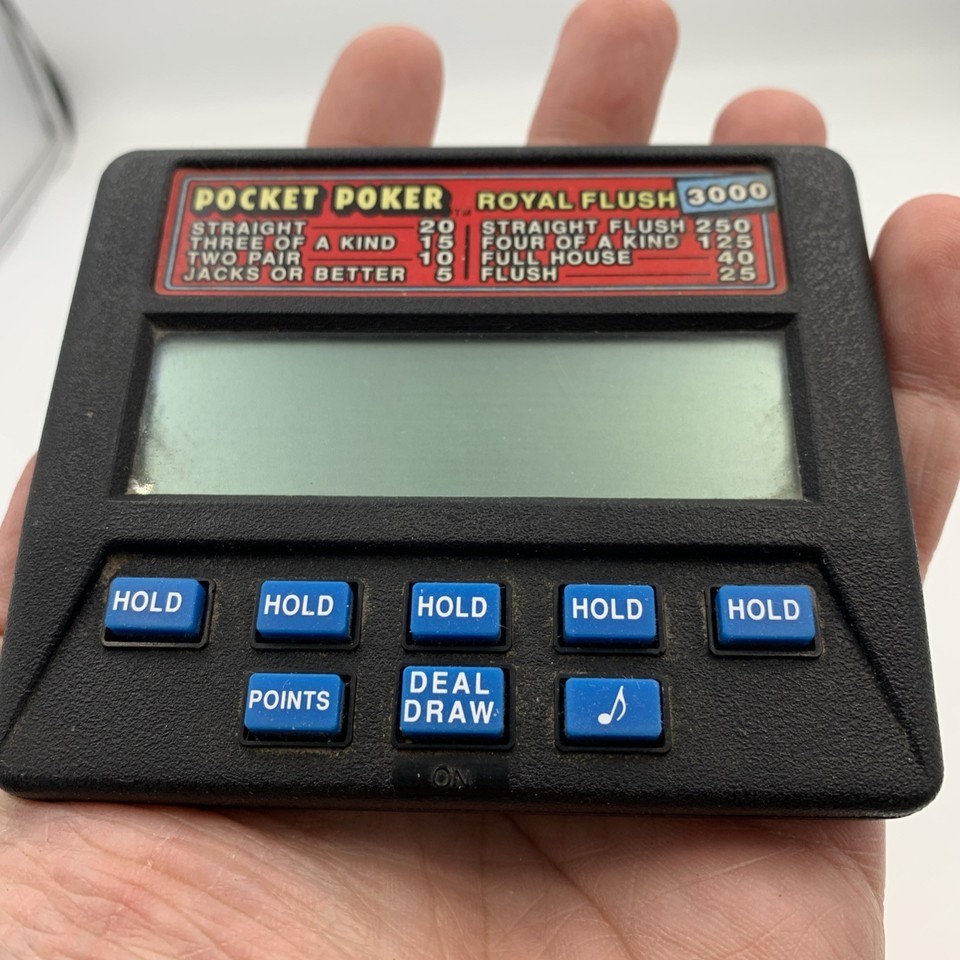 POCKET POKER™
STRAIGHT 20
THREE OF A KIND 15
TWO PAIR 10
JACKS OR BETTER 5
ROYAL FLUSH 3000
STRAIGHT FLUSH 250
FOUR OF A KIND 125
FULL HOUSE 40
FLUSH 25
HOLD HOLD HOLD HOLD HOLD
POINTS DEAL
DRAW
ON